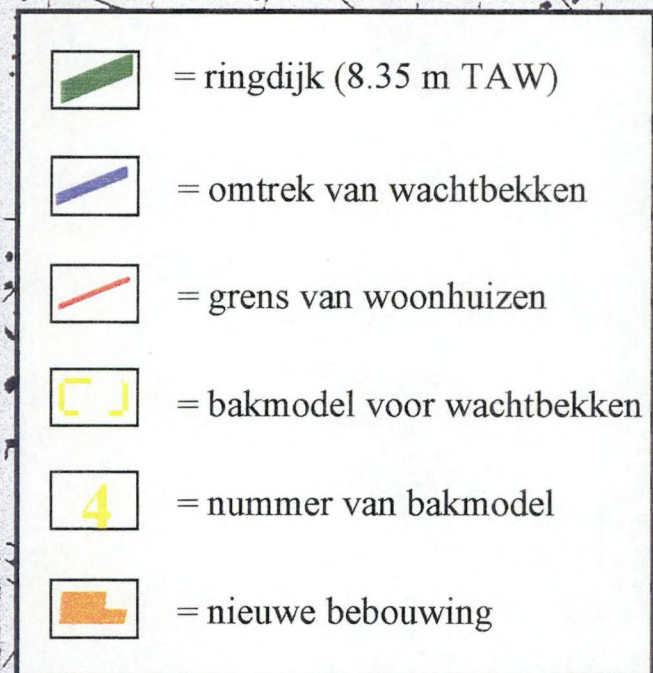 = ringdijk (8.35 m TAW)
= omtrek van wachtbekken
= grens van woonhuizen
= bakmodel voor wachtbekken
4 = nummer van bakmodel
= nieuwe bebouwing